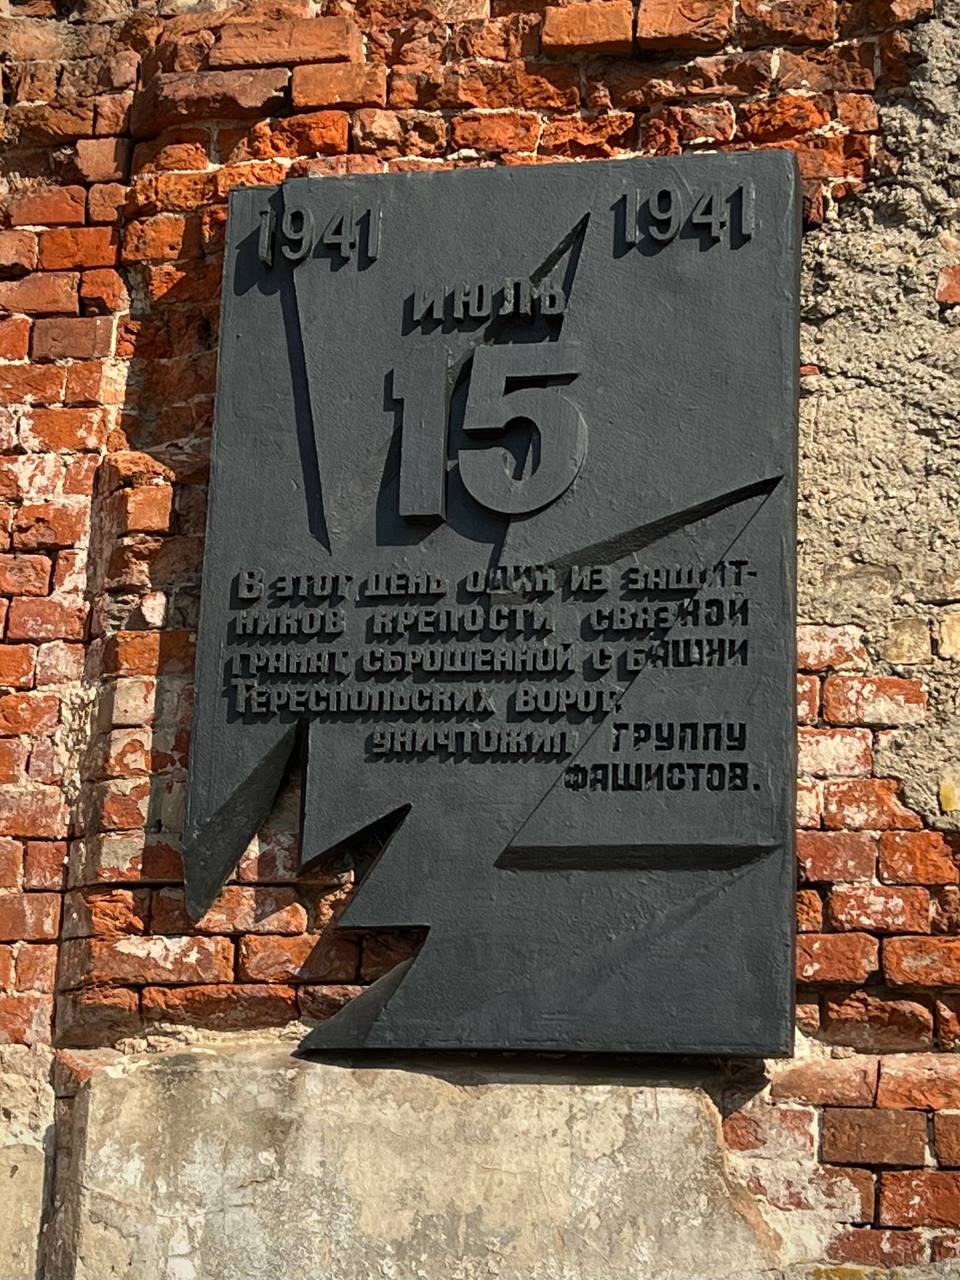 1941 1941
ИЮЛЬ
15
В ЭТОТ ДЕНЬ ОДИН ИЗ ЗАЩИТ-
НИКОВ КРЕПОСТИ СВЯЗКОЙ
ГРАНАТ, СБРОШЕННОЙ С БАШНИ
ТЕРЕСПОЛЬСКИХ ВОРОТ,
УНИЧТОЖИЛ ГРУППУ
ФАШИСТОВ.